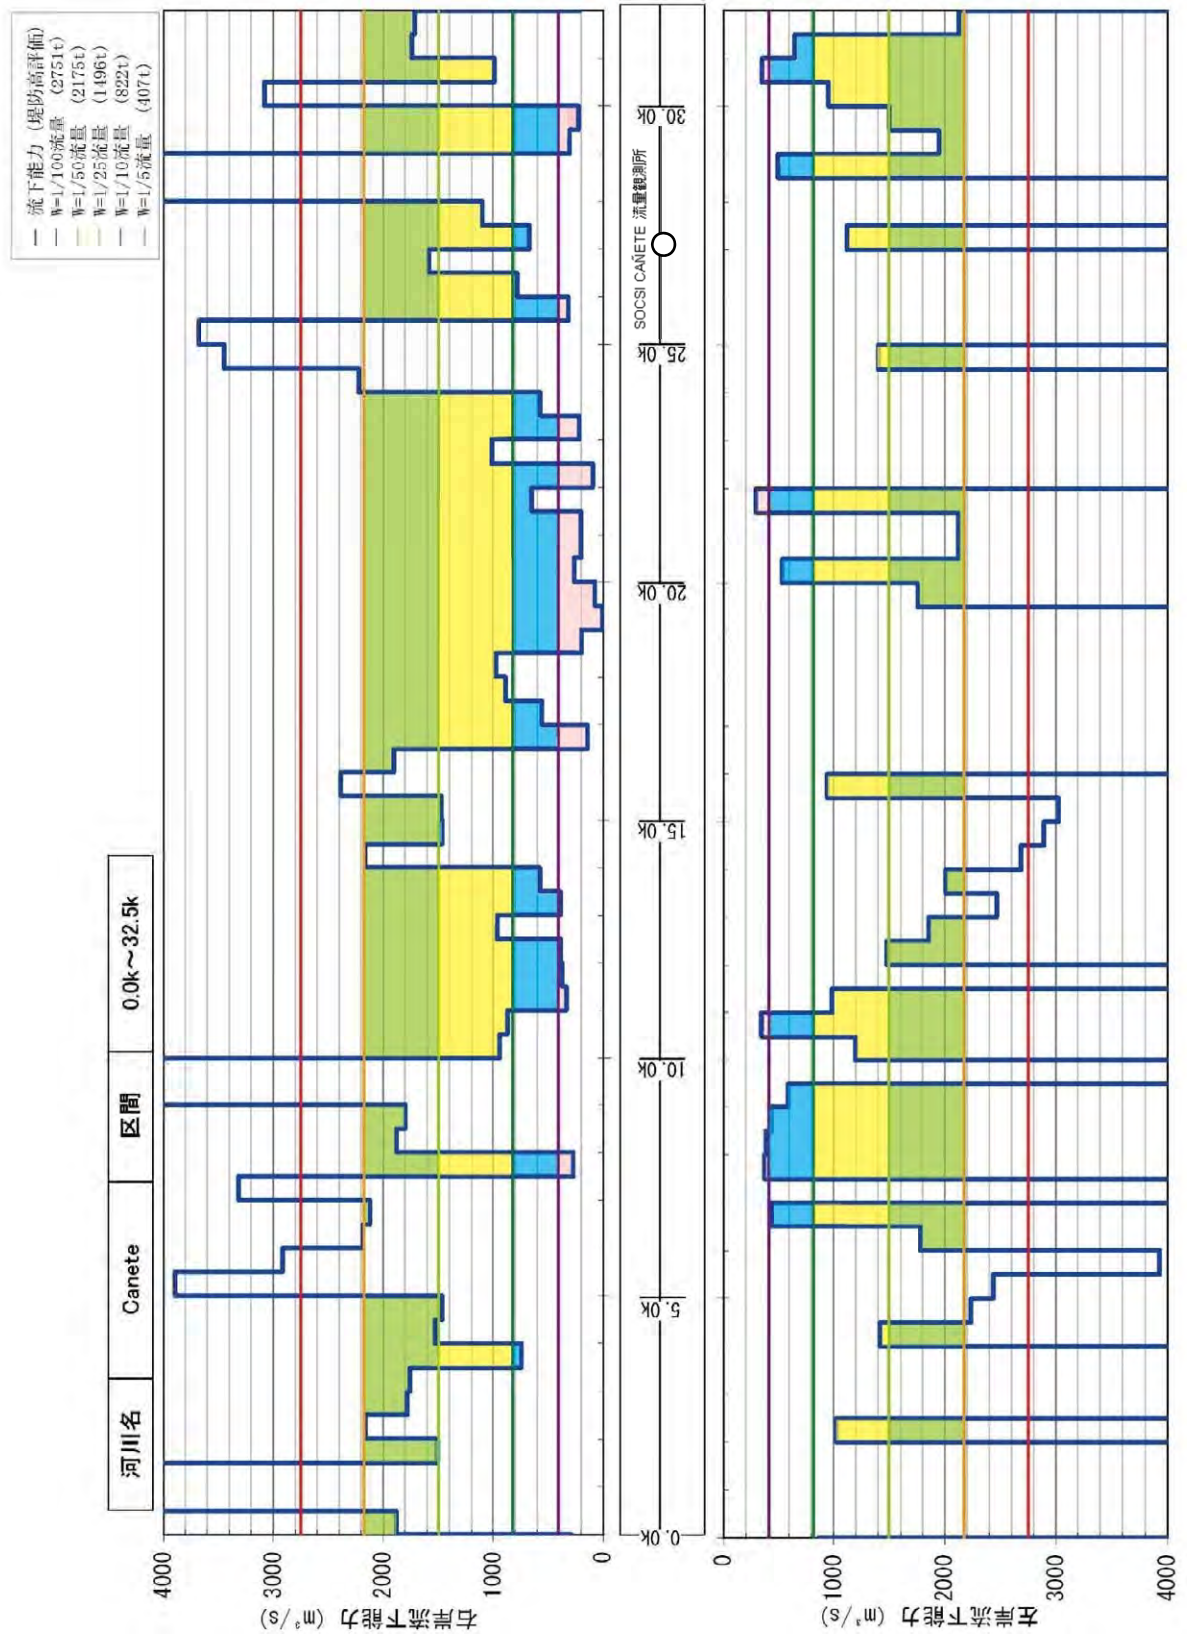 流下能力 (堤防高評価)
W=1/100流量 (2751t)
W=1/50流量 (2175t)
W=1/25流量 (1496t)
W=1/10流量 (822t)
W=1/5流量 (407t)
河川名 Canete 区間 0.0k～32.5k
右岸流下能力 (m³/s)
4000
3000
2000
1000
0
SOCSI CAÑETE 流量観測所
0.0k 5.0k 10.0k 15.0k 20.0k 25.0k 30.0k
左岸流下能力 (m³/s)
0
1000
2000
3000
4000